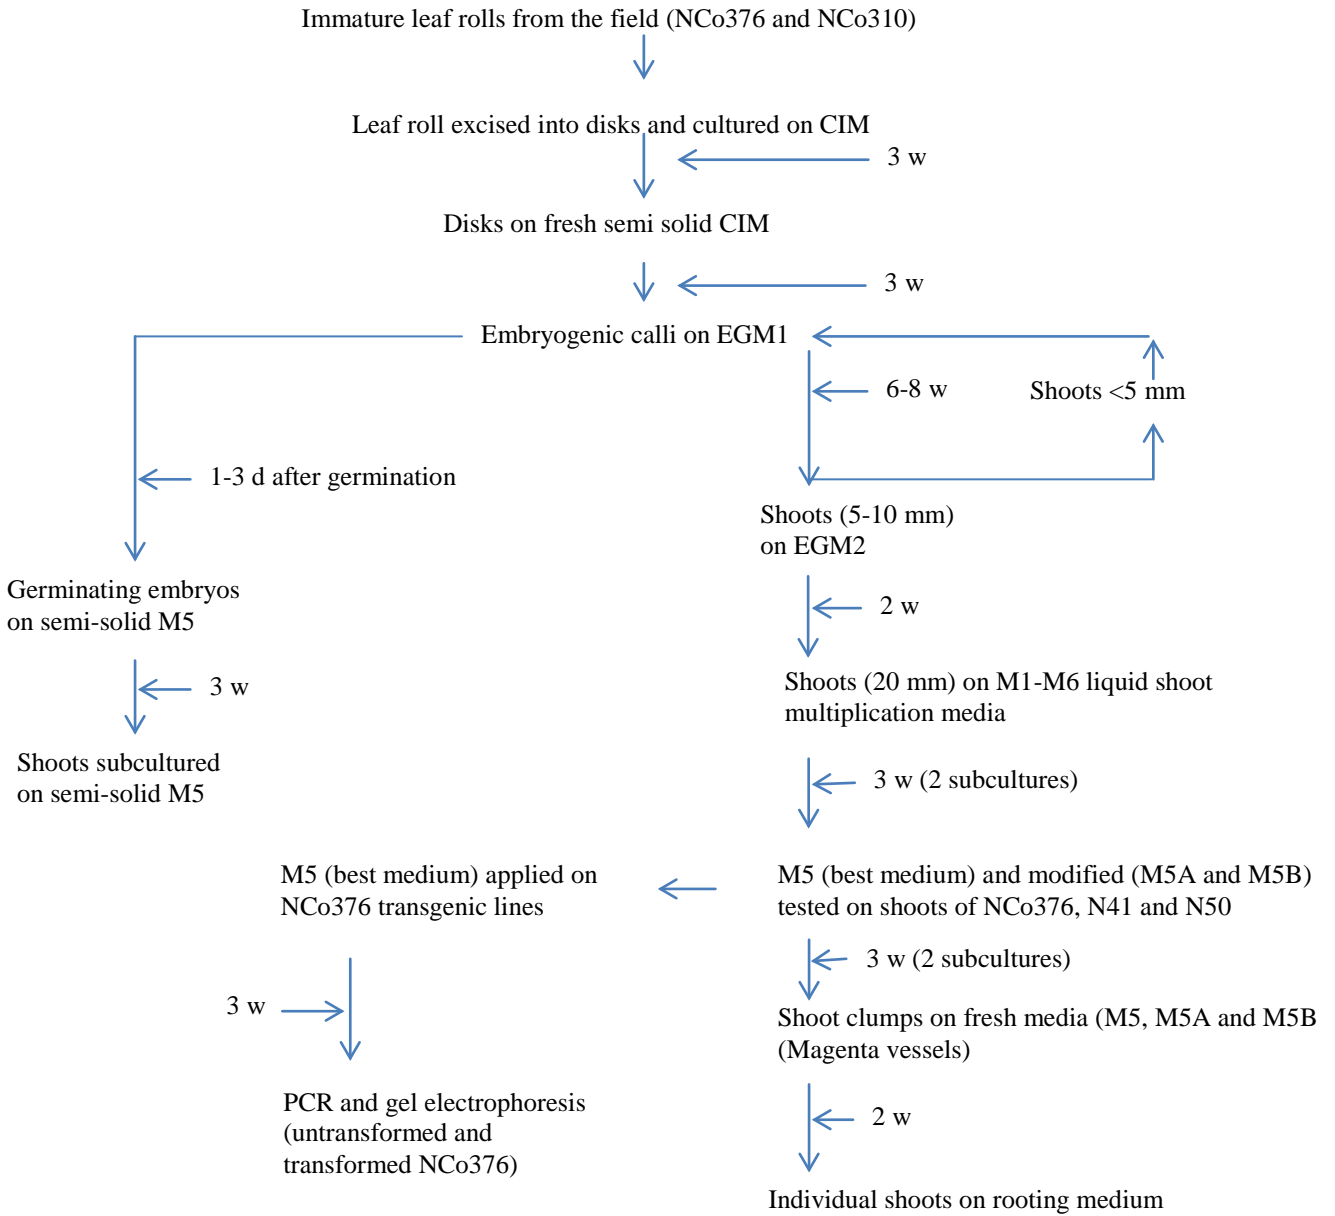 Immature leaf rolls from the field (NCo376 and NCo310)
Leaf roll excised into disks and cultured on CIM
3 w
Disks on fresh semi solid CIM
3 w
Embryogenic calli on EGM1
6-8 w
Shoots <5 mm
1-3 d after germination
Shoots (5-10 mm)
on EGM2
Germinating embryos
on semi-solid M5
2 w
3 w
Shoots (20 mm) on M1-M6 liquid shoot
multiplication media
Shoots subcultured
on semi-solid M5
3 w (2 subcultures)
M5 (best medium) applied on
NCo376 transgenic lines
M5 (best medium) and modified (M5A and M5B)
tested on shoots of NCo376, N41 and N50
3 w (2 subcultures)
3 w
Shoot clumps on fresh media (M5, M5A and M5B
(Magenta vessels)
PCR and gel electrophoresis
(untransformed and
transformed NCo376)
2 w
Individual shoots on rooting medium